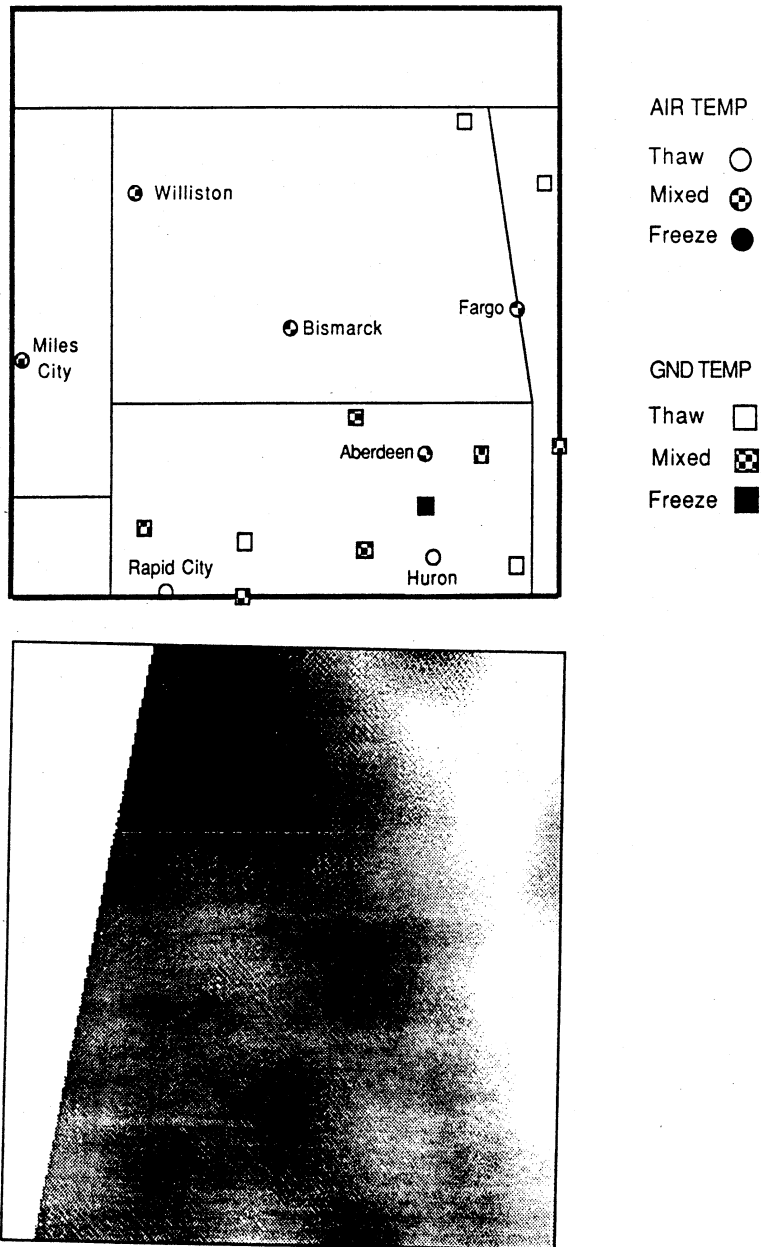 AIR TEMP
Thaw
Mixed
Freeze
Williston
Fargo
Bismarck
Miles
City
GND TEMP
Thaw
Mixed
Freeze
Aberdeen
Rapid City
Huron